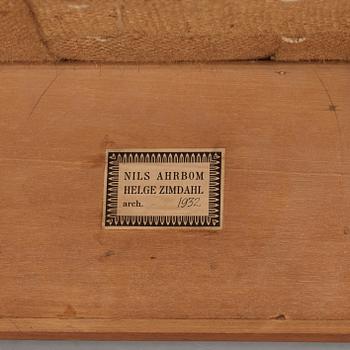 NILS AHRBOM
HELGE ZIMDAHL
arch. 1932